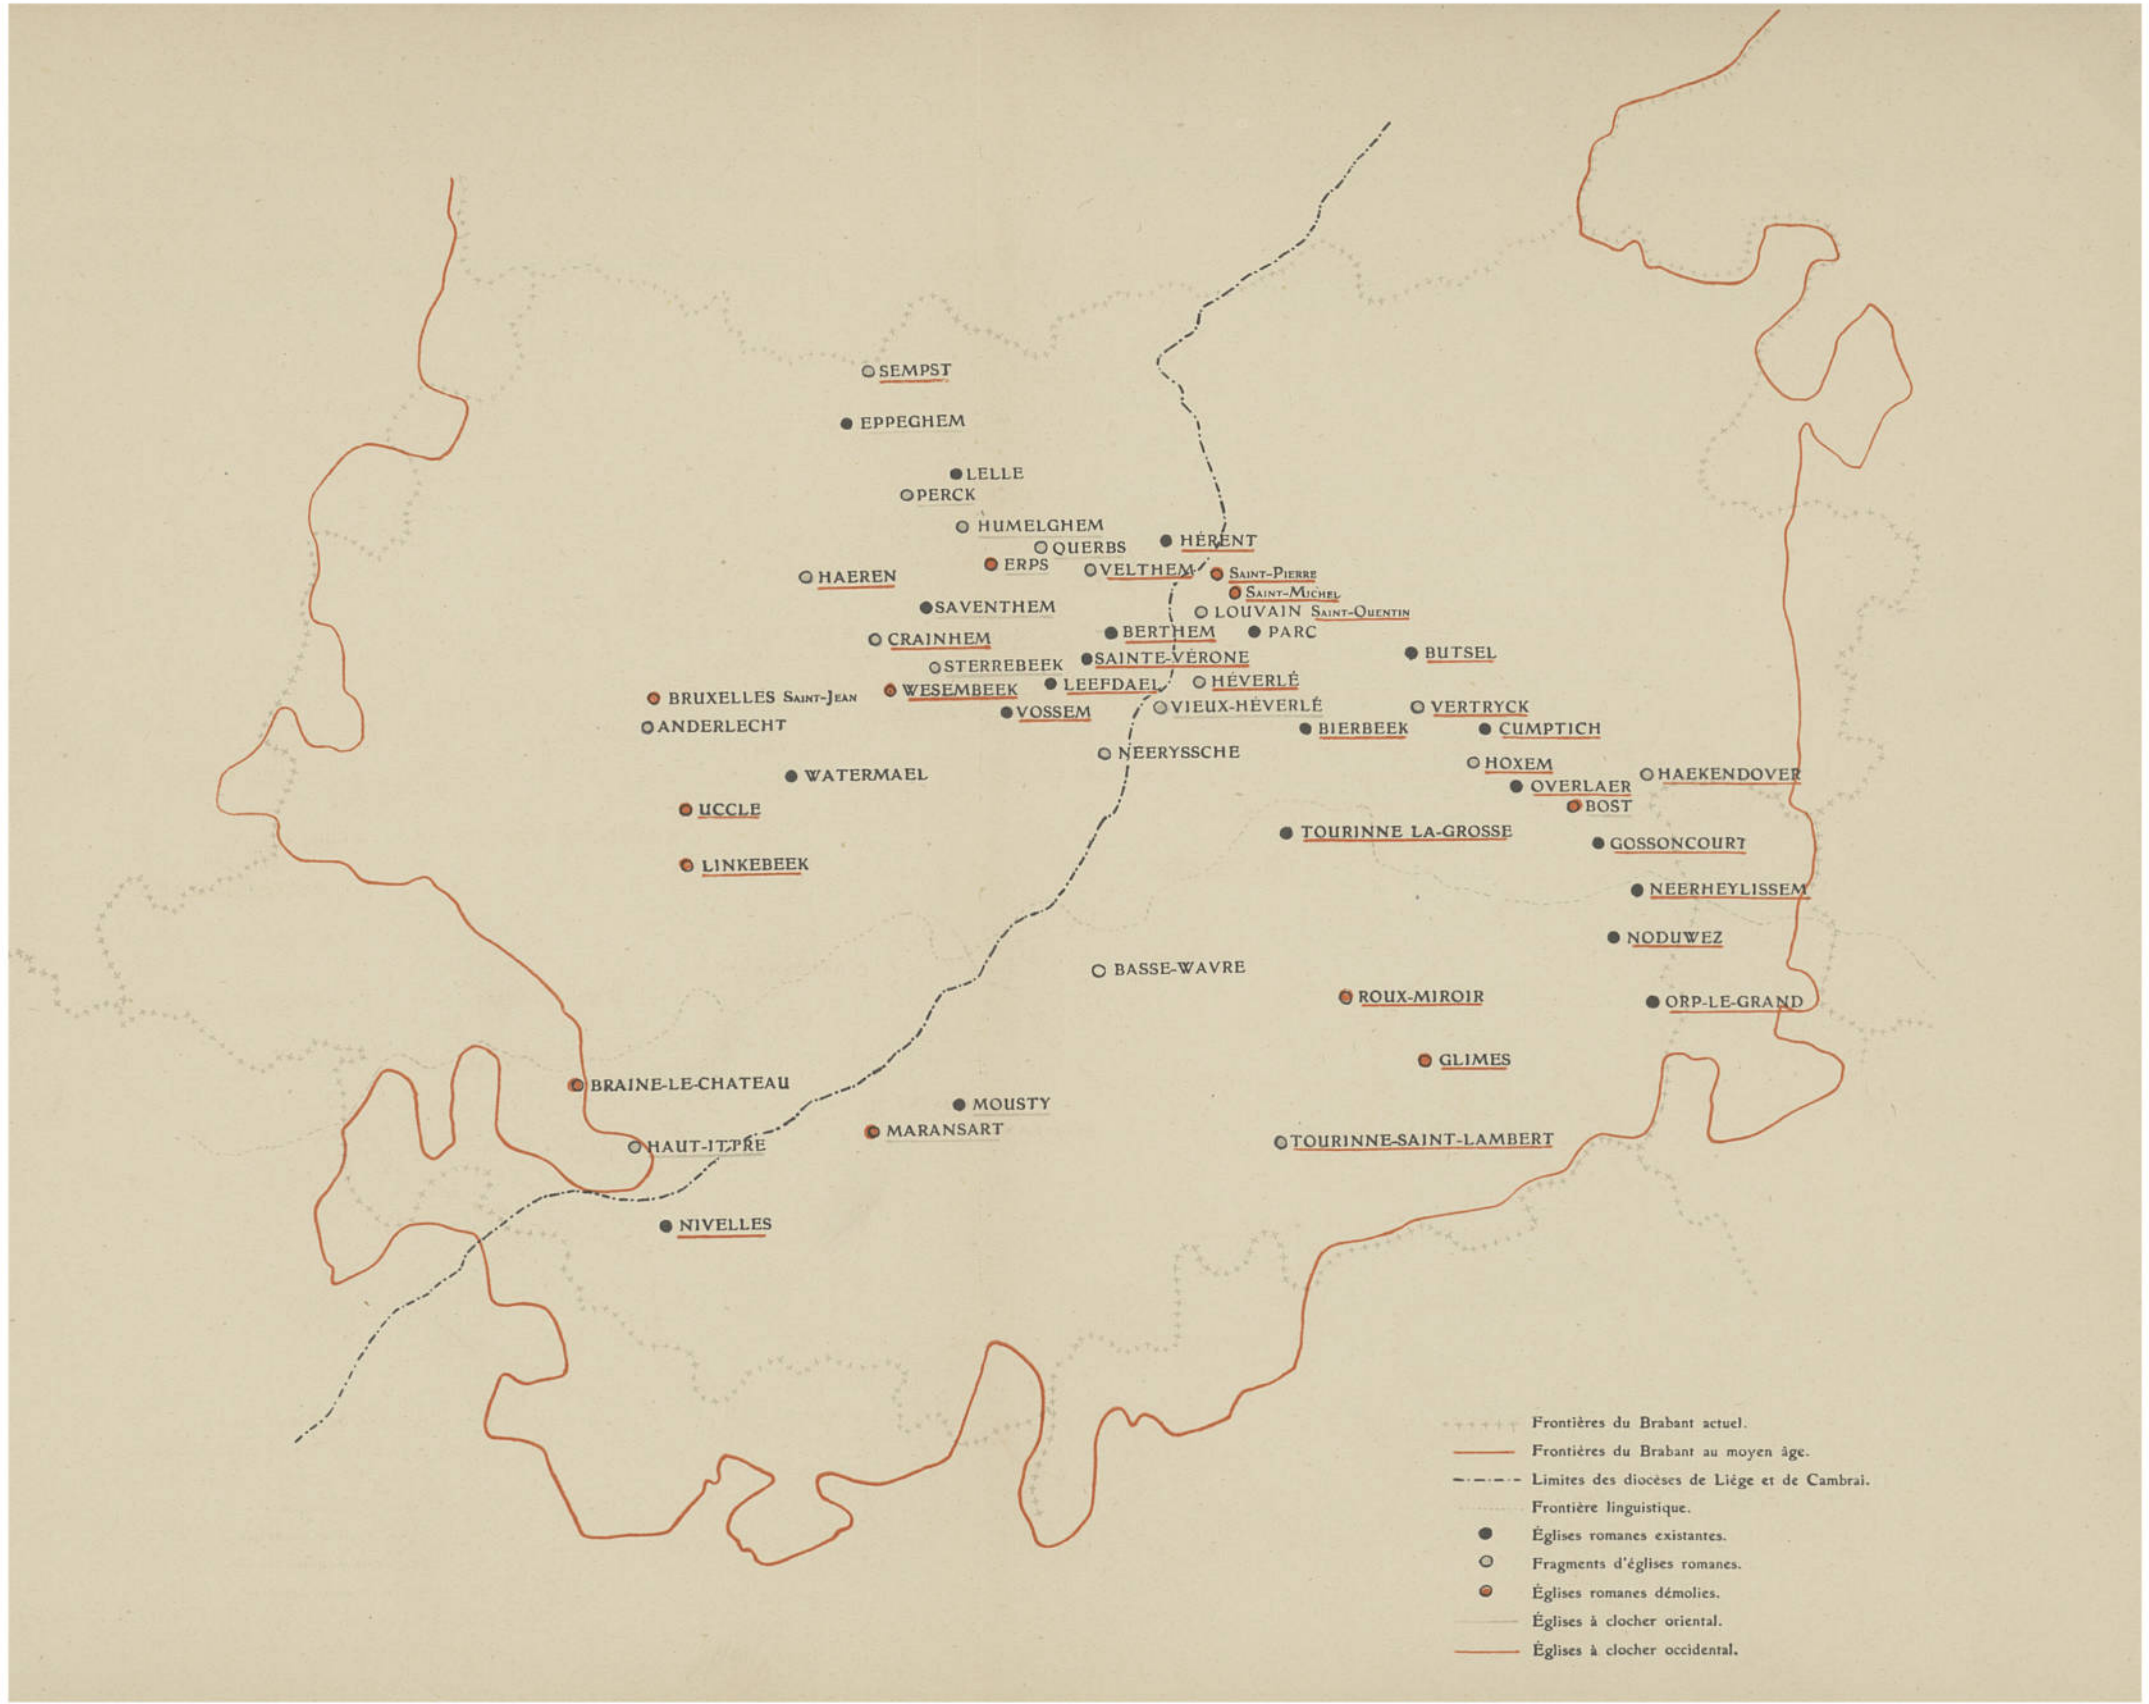 SEMPST
EPPEGHEM
LELLE
PERCK
HUMELGHEM
QUERBS
HÉRENT
ERPS
VELTHEM
SAINT-PIERRE
HAEREN
SAINT-MICHEL
SAVENTHEM
LOUVAIN SAINT-QUENTIN
BERTHEM
PARC
CRAINHEM
STERREBEEK
SAINTE-VÉRONE
BUTSEL
WESEMBEEK
LEEFDAEL
HÉVERLÉ
BRUXELLES SAINT-JEAN
VOSSEM
VIEUX-HÉVERLÉ
VERTRYCK
ANDERLECHT
BIERBEEK
CUMPTICH
NEERYSSCHE
HOXEM
WATERMAEL
HAEKENDOVER
OVERLAER
BOST
UCCLE
TOURINNE LA-GROSSE
GOSSONCOURT
LINKEBEEK
NEERHEYLISSEM
NODUWEZ
BASSE-WAVRE
ROUX-MIROIR
ORP-LE-GRAND
GLIMES
BRAINE-LE-CHATEAU
MOUSTY
MARANSART
HAUT-ITTRE
TOURINNE-SAINT-LAMBERT
NIVELLES
Frontières du Brabant actuel.
Frontières du Brabant au moyen âge.
Limites des diocèses de Liége et de Cambrai.
Frontière linguistique.
Églises romanes existantes.
Fragments d'églises romanes.
Églises romanes démolies.
Églises à clocher oriental.
Églises à clocher occidental.